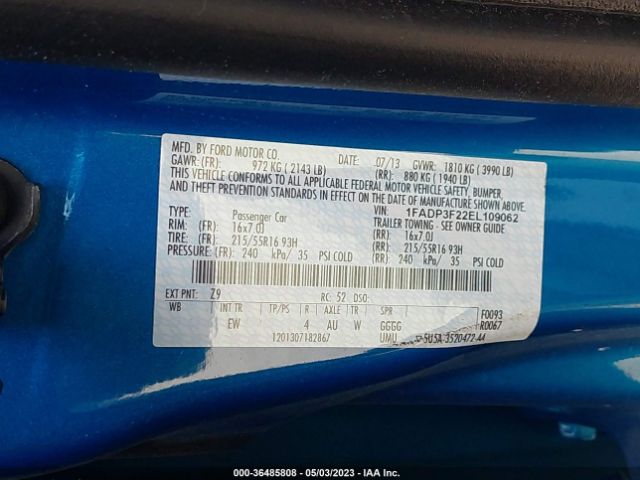 MFD. BY FORD MOTOR CO.
DATE: 07/13 GVWR: 1810 KG ( 3990 LB)
GAWR: (FR): 972 KG ( 2143 LB) (RR): 880 KG ( 1940 LB)
THIS VEHICLE CONFORMS TO ALL APPLICABLE FEDERAL MOTOR VEHICLE SAFETY, BUMPER,
AND THEFT PREVENTION STANDARDS IN EFFECT ON THE DATE OF MANUFACTURE SHOWN ABOVE.
VIN: 1FADP3F22EL109062
TYPE: Passenger Car TRAILER TOWING - SEE OWNER GUIDE
RIM: (FR) 16x7.0J (RR): 16x7.0J
TIRE: (FR) 215/55R16 93H (RR): 215/55R16 93H
PRESSURE: (FR) 240 kPa/ 35 PSI COLD (RR): 240 kPa/ 35 PSI COLD
EXT PNT: Z9 RC: 52 DSO:
WB INT TR TP/PS R AXLE TR SPR F0093
EW 4 AU W GGGG R0067
1201307182867 UMU 5U5A-3520472-AA
000-36485808 - 05/03/2023 - IAA Inc.